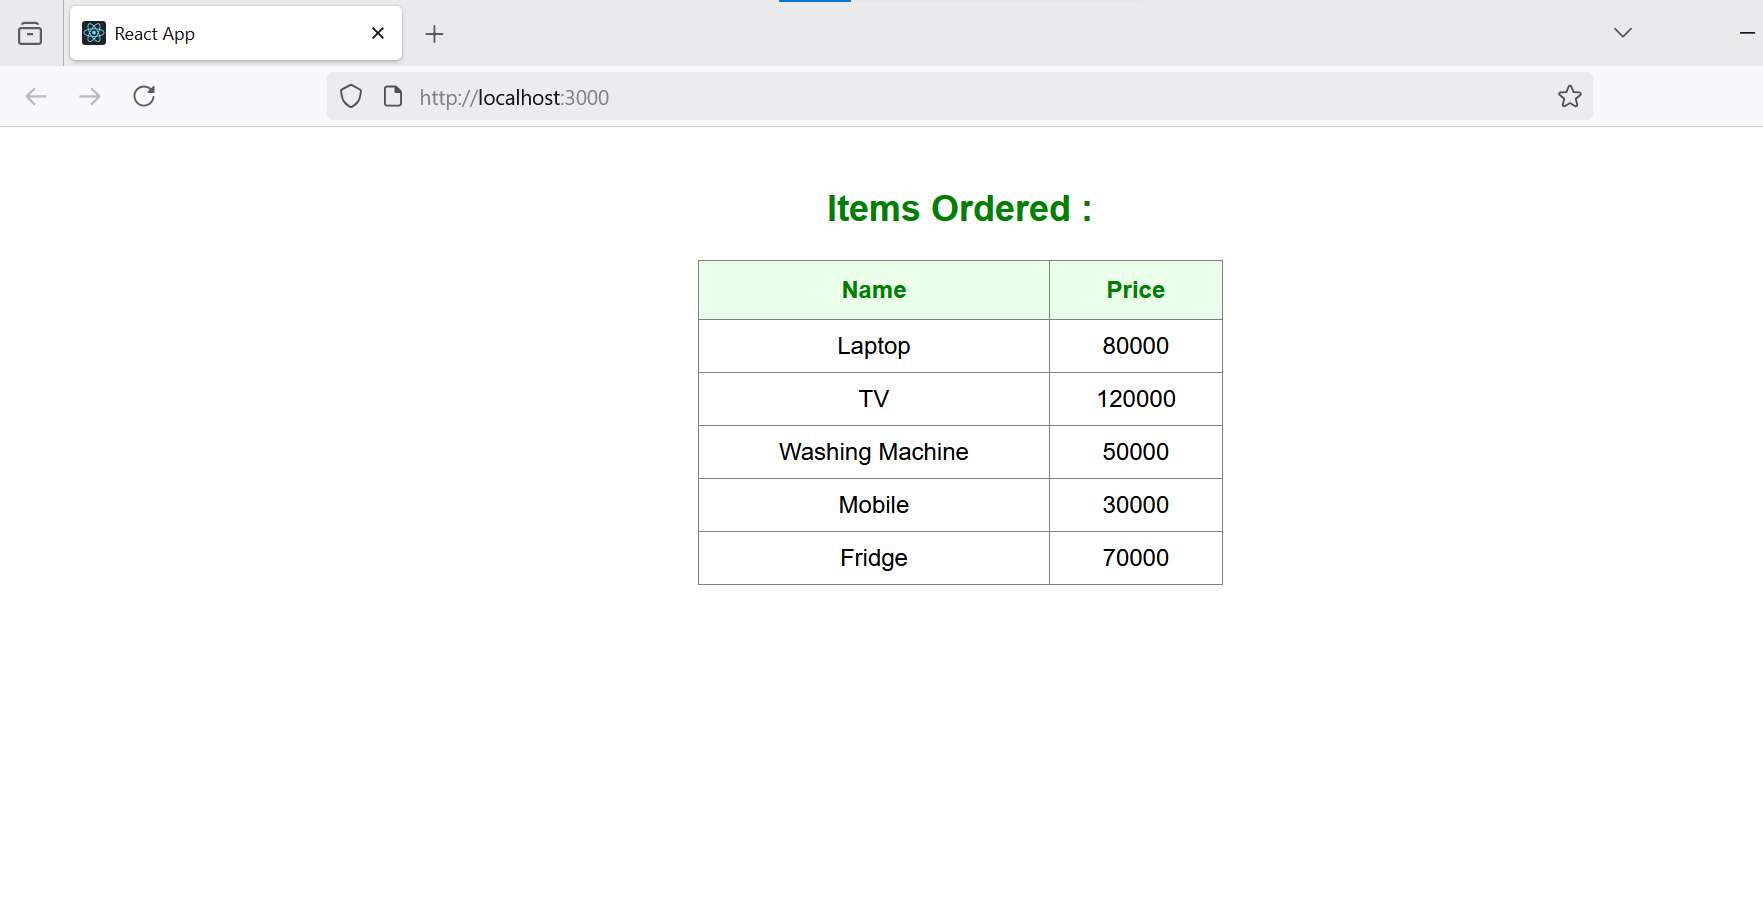 React App
http://localhost:3000
Items Ordered :
Name Price
Laptop 80000
TV 120000
Washing Machine 50000
Mobile 30000
Fridge 70000